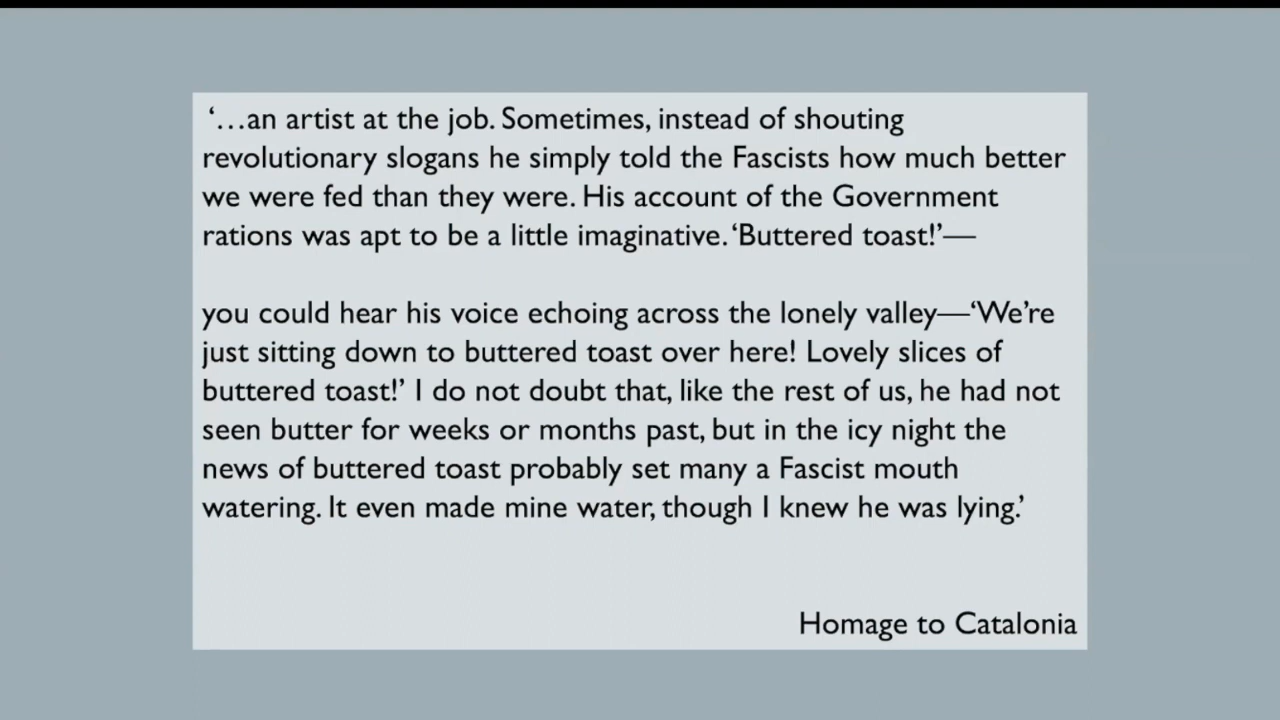 ‘…an artist at the job. Sometimes, instead of shouting
revolutionary slogans he simply told the Fascists how much better
we were fed than they were. His account of the Government
rations was apt to be a little imaginative. ‘Buttered toast!’—
you could hear his voice echoing across the lonely valley—‘We’re
just sitting down to buttered toast over here! Lovely slices of
buttered toast!’ I do not doubt that, like the rest of us, he had not
seen butter for weeks or months past, but in the icy night the
news of buttered toast probably set many a Fascist mouth
watering. It even made mine water, though I knew he was lying.’
Homage to Catalonia